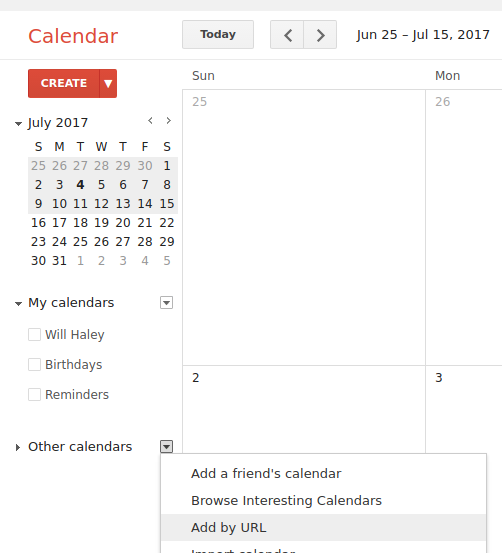 Calendar Today Jun 25 – Jul 15, 2017
CREATE
Sun Mon
25 26
July 2017
S M T W T F S
25 26 27 28 29 30 1
2 3 4 5 6 7 8
9 10 11 12 13 14 15
16 17 18 19 20 21 22
23 24 25 26 27 28 29
30 31 1 2 3 4 5
My calendars
Will Haley
Birthdays
Reminders
2 3
Other calendars
Add a friend's calendar
Browse Interesting Calendars
Add by URL
Import calendar